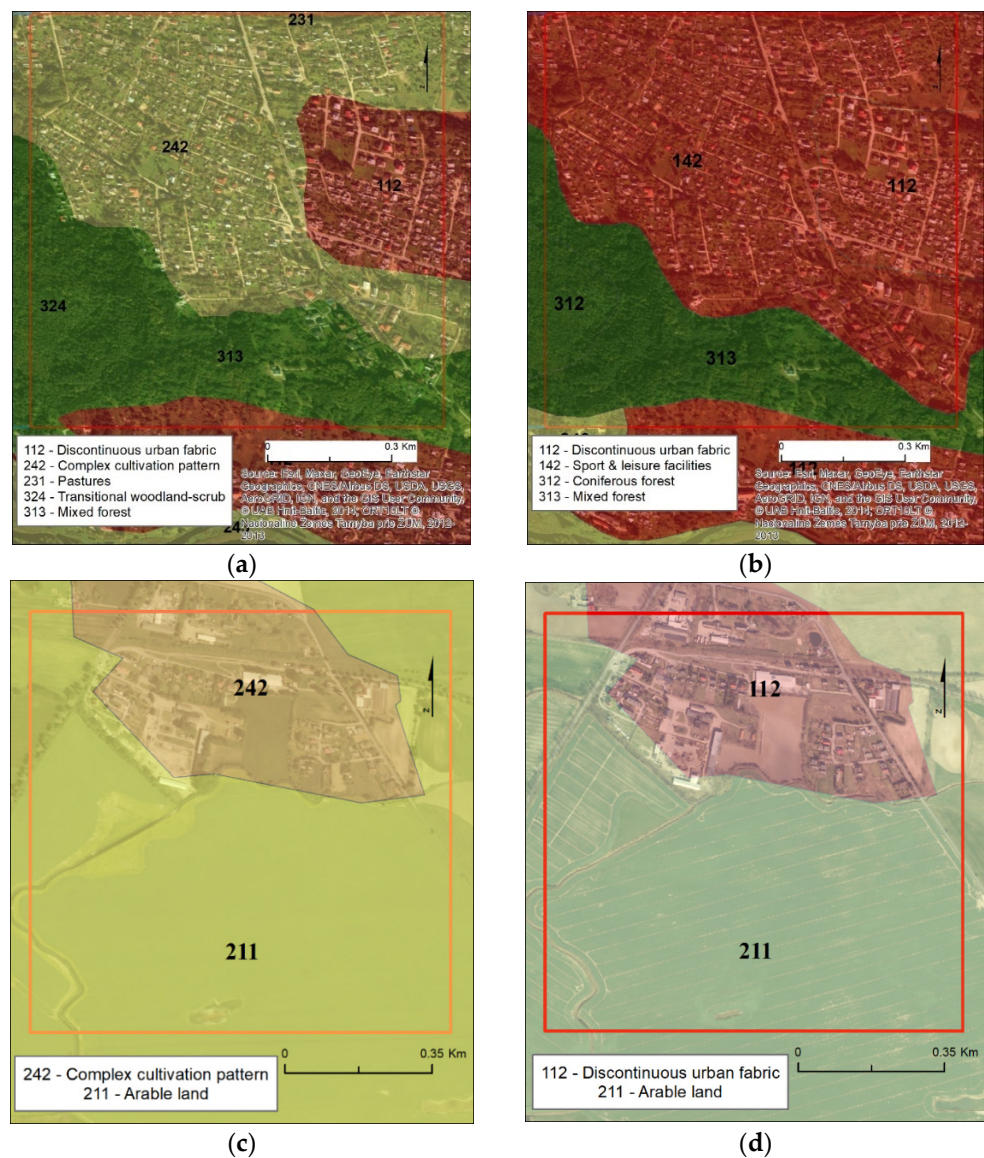 231
242
112
324
313
112 - Discontinuous urban fabric
242 - Complex cultivation pattern
231 - Pastures
324 - Transitional woodland-scrub
313 - Mixed forest
0 0.3 Km
Source: Esri, Maxar, GeoEye, Earthstar
Geographics, CNES/Airbus DS, USDA, USGS,
AeroGRID, IGN, and the GIS User Community,
© UAB Hnit-Baltic, 2014; ORT10LT ©
Nacionalinė Žemės Tarnyba prie ŽŪM, 2012-
2013
z
(a)
142
112
312
313
112 - Discontinuous urban fabric
142 - Sport & leisure facilities
312 - Coniferous forest
313 - Mixed forest
0 0.3 Km
Source: Esri, Maxar, GeoEye, Earthstar
Geographics, CNES/Airbus DS, USDA, USGS,
AeroGRID, IGN, and the GIS User Community,
© UAB Hnit-Baltic, 2014; ORT10LT ©
Nacionalinė Žemės Tarnyba prie ŽŪM, 2012-
2013
z
(b)
242
z
211
0 0.35 Km
242 - Complex cultivation pattern
211 - Arable land
(c)
112
z
211
0 0.35 Km
112 - Discontinuous urban fabric
211 - Arable land
(d)